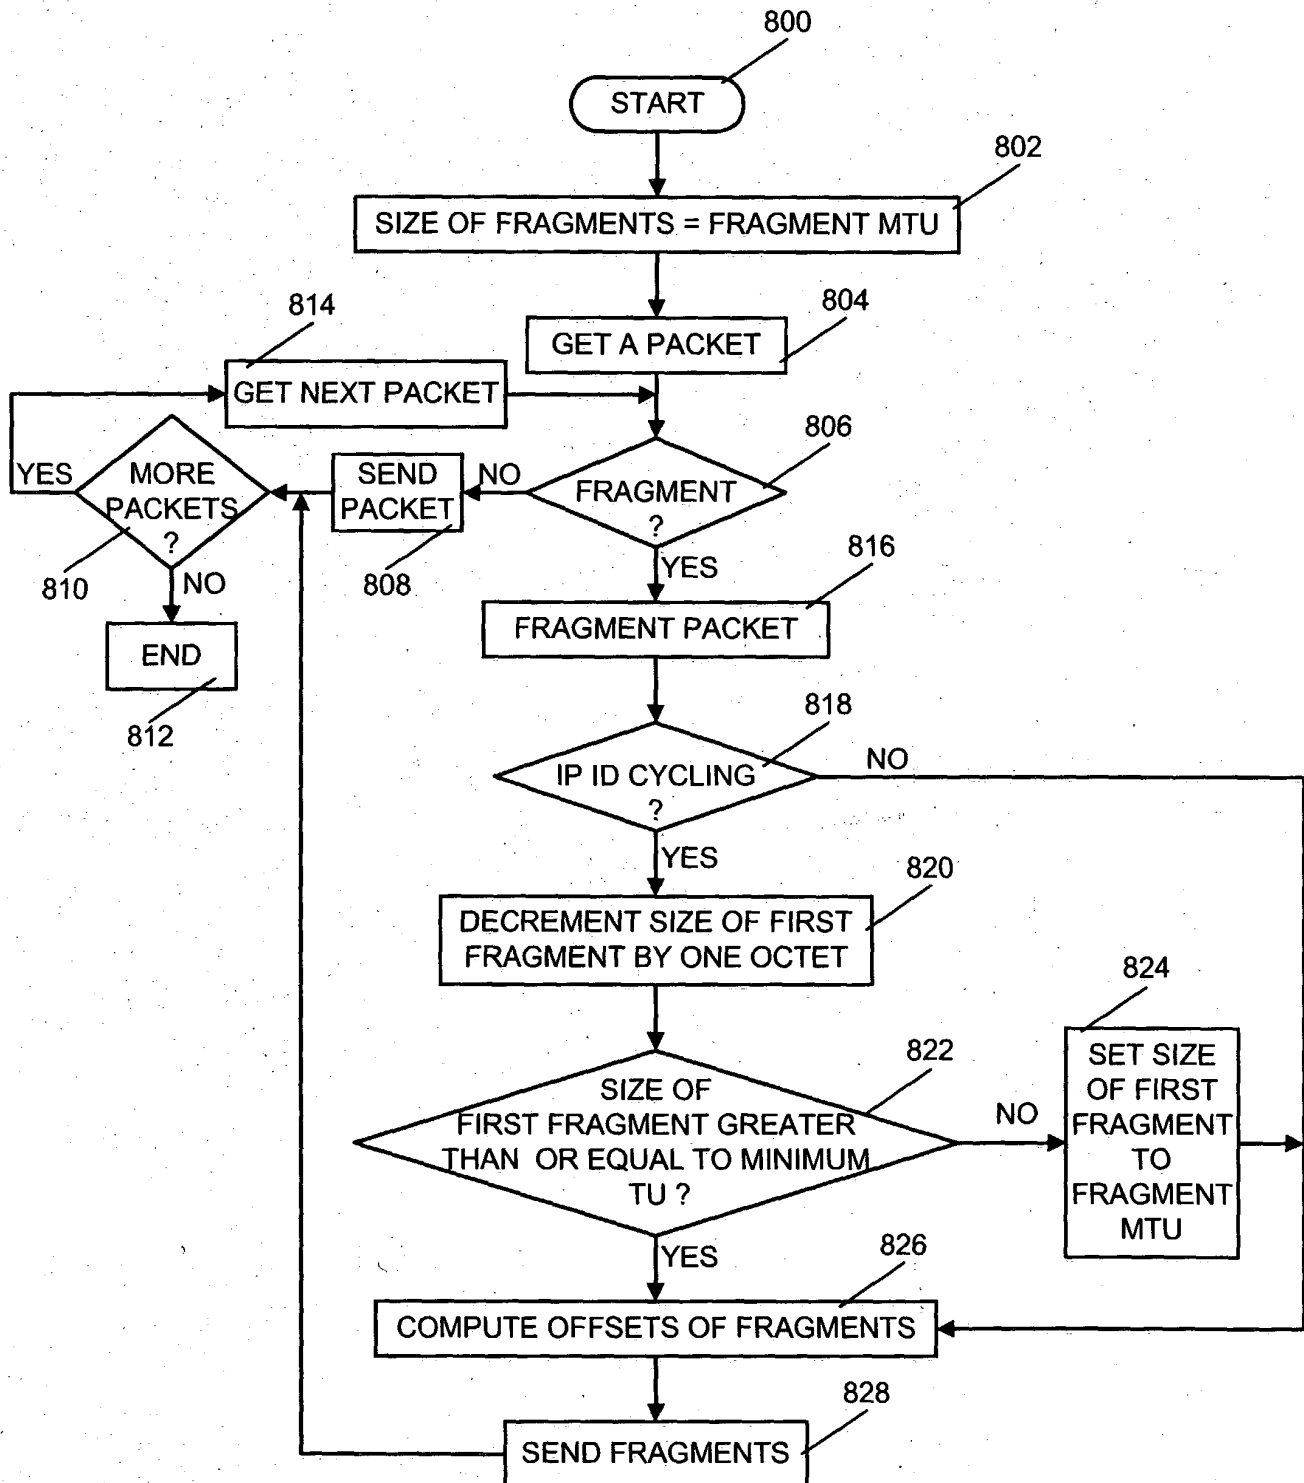 800
START
802
SIZE OF FRAGMENTS = FRAGMENT MTU
814
804
GET A PACKET
GET NEXT PACKET
806
YES
MORE
PACKETS
?
SEND
PACKET
NO
FRAGMENT
?
810
NO
808
YES
816
FRAGMENT PACKET
END
812
818
IP ID CYCLING
?
NO
YES
820
DECREMENT SIZE OF FIRST
FRAGMENT BY ONE OCTET
824
822
SIZE OF
FIRST FRAGMENT GREATER
THAN OR EQUAL TO MINIMUM
TU ?
NO
SET SIZE
OF FIRST
FRAGMENT
TO
FRAGMENT
MTU
YES
826
COMPUTE OFFSETS OF FRAGMENTS
828
SEND FRAGMENTS